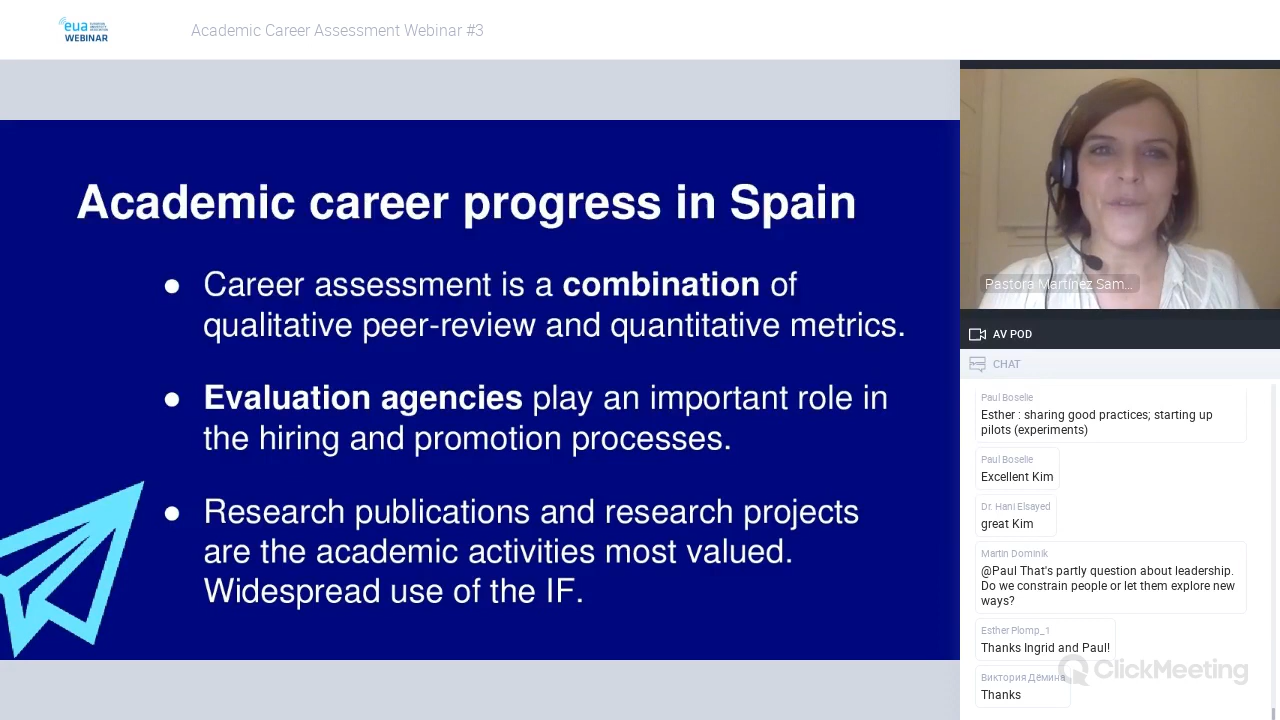 eua
WEBINAR
Academic Career Assessment Webinar #3
Academic career progress in Spain
● Career assessment is a combination of
qualitative peer-review and quantitative metrics.
● Evaluation agencies play an important role in
the hiring and promotion processes.
● Research publications and research projects
are the academic activities most valued.
Widespread use of the IF.
Pastora Martínez Sam...
AV POD
CHAT
Paul Boselie
Esther : sharing good practices; starting up
pilots (experiments)
Paul Boselie
Excellent Kim
Dr. Hani Elsayed
great Kim
Martin Dominik
@Paul That's partly question about leadership.
Do we constrain people or let them explore new
ways?
Esther Plomp_1
Thanks Ingrid and Paul!
Виктория Дёмина
Thanks
ClickMeeting